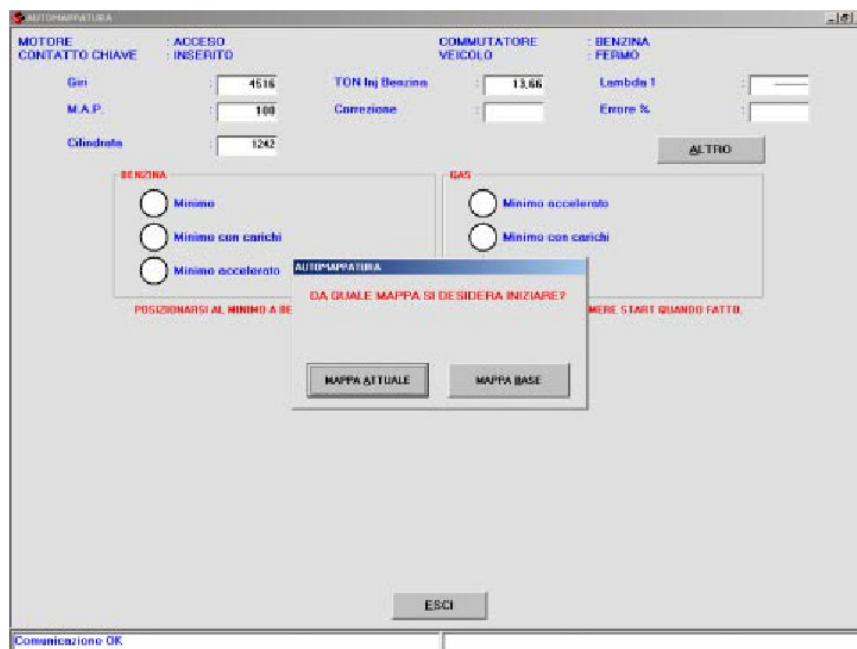 AUTOMAPPATURA
MOTORE : ACCESO COMMUTATORE : BENZINA
CONTATTO CHIAVE : INSERITO VEICOLO : FERMO
Giri : 4516 TON Inj Benzina : 13,66 Lambda 1 : -----
M.A.P. : 100 Correzione : Errore % :
Cilindrata : 1242
ALTRO
BENZINA GAS
Minimo Minimo accelerato
Minimo con carichi Minimo con carichi
Minimo accelerato
AUTOMAPPATURA
DA QUALE MAPPA SI DESIDERA INIZIARE?
POSIZIONARSI AL MINIMO A BE MERE START QUANDO FATTO.
MAPPA ATTUALE MAPPA BASE
ESCI
Comunicazione OK